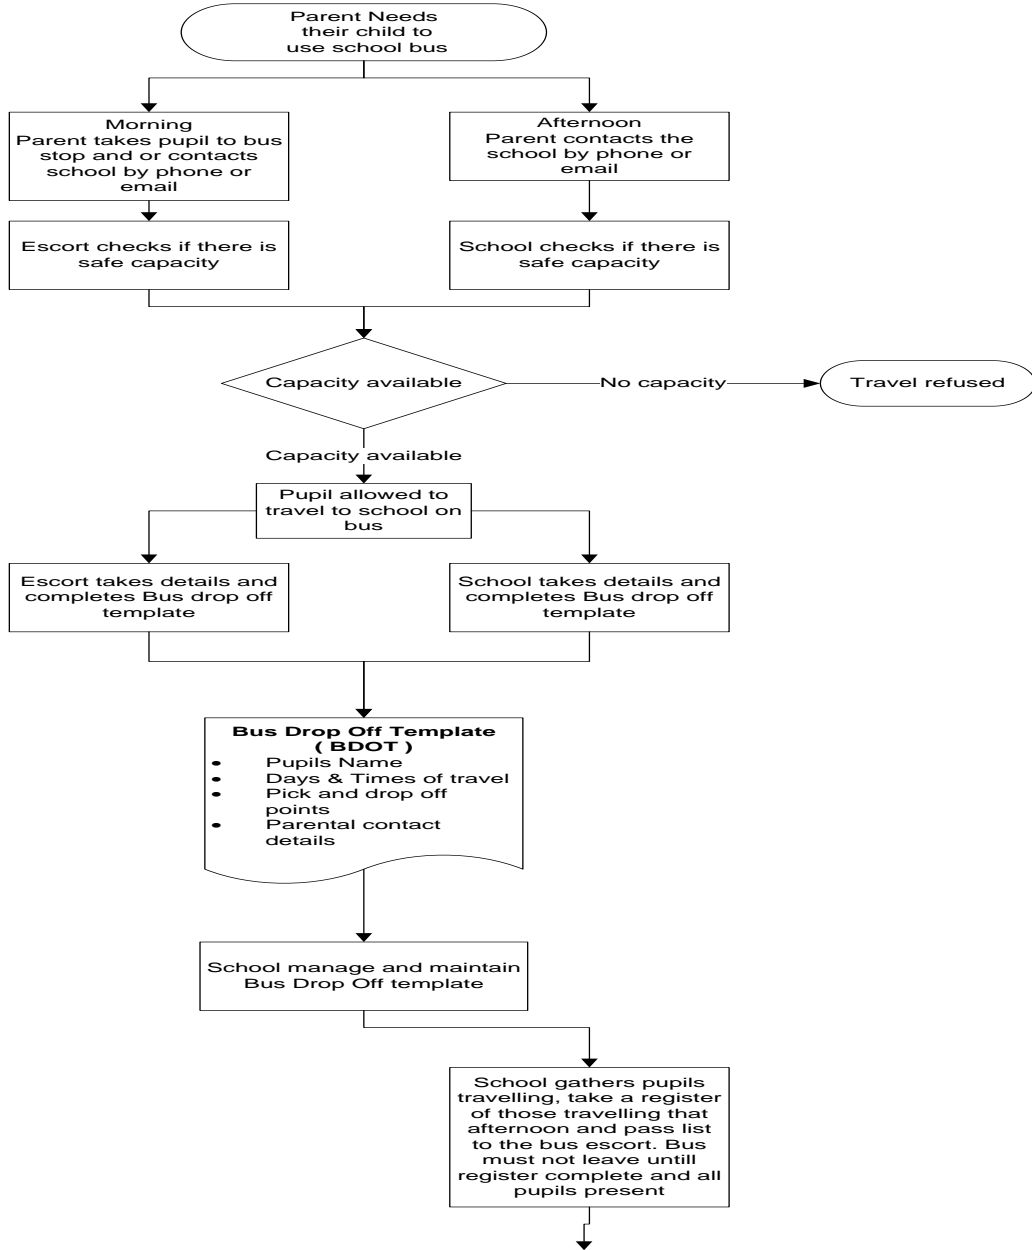 Parent Needs
their child to
use school bus
Morning
Parent takes pupil to bus
stop and or contacts
school by phone or
email
Afternoon
Parent contacts the
school by phone or
email
Escort checks if there is
safe capacity
School checks if there is
safe capacity
Capacity available
No capacity
Travel refused
Capacity available
Pupil allowed to
travel to school on
bus
Escort takes details and
completes Bus drop off
template
School takes details and
completes Bus drop off
template
Bus Drop Off Template
( BDOT )
• Pupils Name
• Days & Times of travel
• Pick and drop off
points
• Parental contact
details
School manage and maintain
Bus Drop Off template
School gathers pupils
travelling, take a register
of those travelling that
afternoon and pass list
to the bus escort. Bus
must not leave untill
register complete and all
pupils present